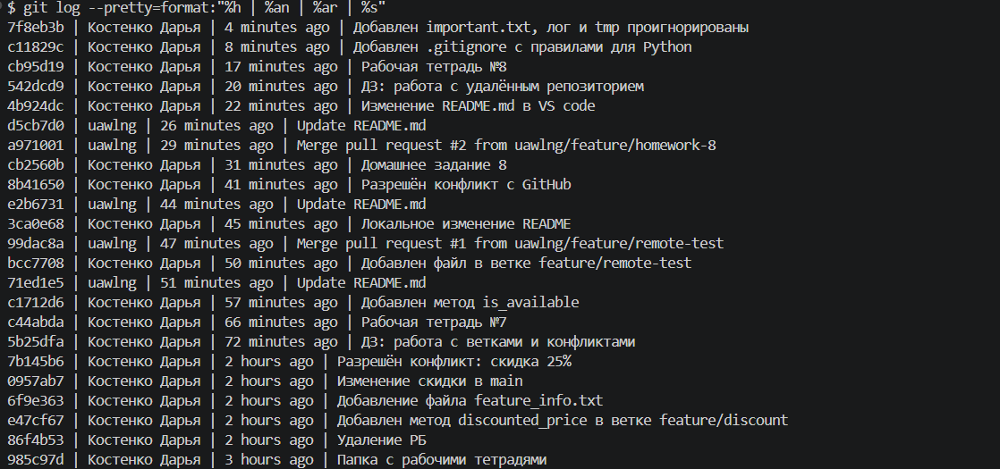 $ git log --pretty=format:"%h | %an | %ar | %s"
7f8eb3b | Костенко Дарья | 4 minutes ago | Добавлен important.txt, лог и tmp проигнорированы
c11829c | Костенко Дарья | 8 minutes ago | Добавлен .gitignore с правилами для Python
cb95d19 | Костенко Дарья | 17 minutes ago | Рабочая тетрадь №8
542dcd9 | Костенко Дарья | 20 minutes ago | ДЗ: работа с удалённым репозиторием
4b924dc | Костенко Дарья | 22 minutes ago | Изменение README.md в VS code
d5cb7d0 | uawlng | 26 minutes ago | Update README.md
a971001 | uawlng | 29 minutes ago | Merge pull request #2 from uawlng/feature/homework-8
cb2560b | Костенко Дарья | 31 minutes ago | Домашнее задание 8
8b41650 | Костенко Дарья | 41 minutes ago | Разрешён конфликт с GitHub
e2b6731 | uawlng | 44 minutes ago | Update README.md
3ca0e68 | Костенко Дарья | 45 minutes ago | Локальное изменение README
99dac8a | uawlng | 47 minutes ago | Merge pull request #1 from uawlng/feature/remote-test
bcc7708 | Костенко Дарья | 50 minutes ago | Добавлен файл в ветке feature/remote-test
71ed1e5 | uawlng | 51 minutes ago | Update README.md
c1712d6 | Костенко Дарья | 57 minutes ago | Добавлен метод is_available
c44abda | Костенко Дарья | 66 minutes ago | Рабочая тетрадь №7
5b25dfa | Костенко Дарья | 72 minutes ago | ДЗ: работа с ветками и конфликтами
7b145b6 | Костенко Дарья | 2 hours ago | Разрешён конфликт: скидка 25%
0957ab7 | Костенко Дарья | 2 hours ago | Изменение скидки в main
6f9e363 | Костенко Дарья | 2 hours ago | Добавление файла feature_info.txt
e47cf67 | Костенко Дарья | 2 hours ago | Добавлен метод discounted_price в ветке feature/discount
86f4b53 | Костенко Дарья | 2 hours ago | Удаление РБ
985c97d | Костенко Дарья | 3 hours ago | Папка с рабочими тетрадями